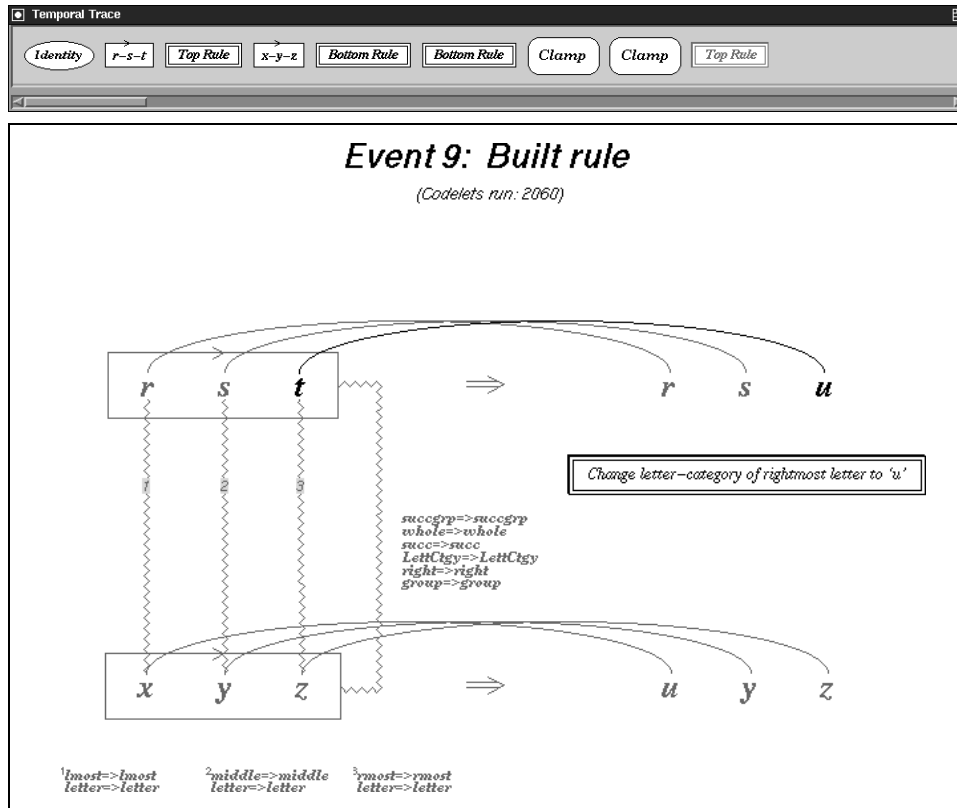 Temporal Trace
Identity r-s-t Top Rule x-y-z Bottom Rule Bottom Rule Clamp Clamp Top Rule
Event 9: Built rule
(Codelets run: 2060)
r s t ⇒ r s u
Change letter-category of rightmost letter to ‘u’
1 2 3
succgrp=>succgrp
whole=>whole
succ=>succ
LettCtgy=>LettCtgy
right=>right
group=>group
x y z ⇒ u y z
1lmost=>lmost 2middle=>middle 3rmost=>rmost
letter=>letter letter=>letter letter=>letter